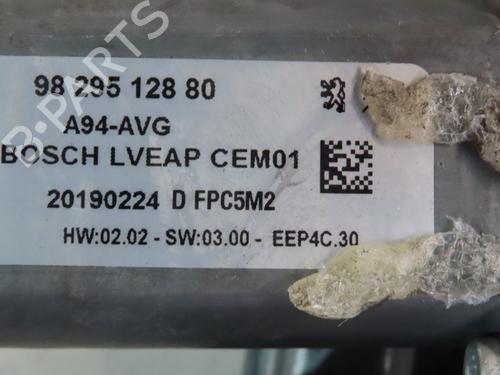 98 295 128 80
A94-AVG
BOSCH LVEAP CEM01
20190224 D FPC5M2
HW:02.02 - SW:03.00 - EEP4C.30
B-PARTS